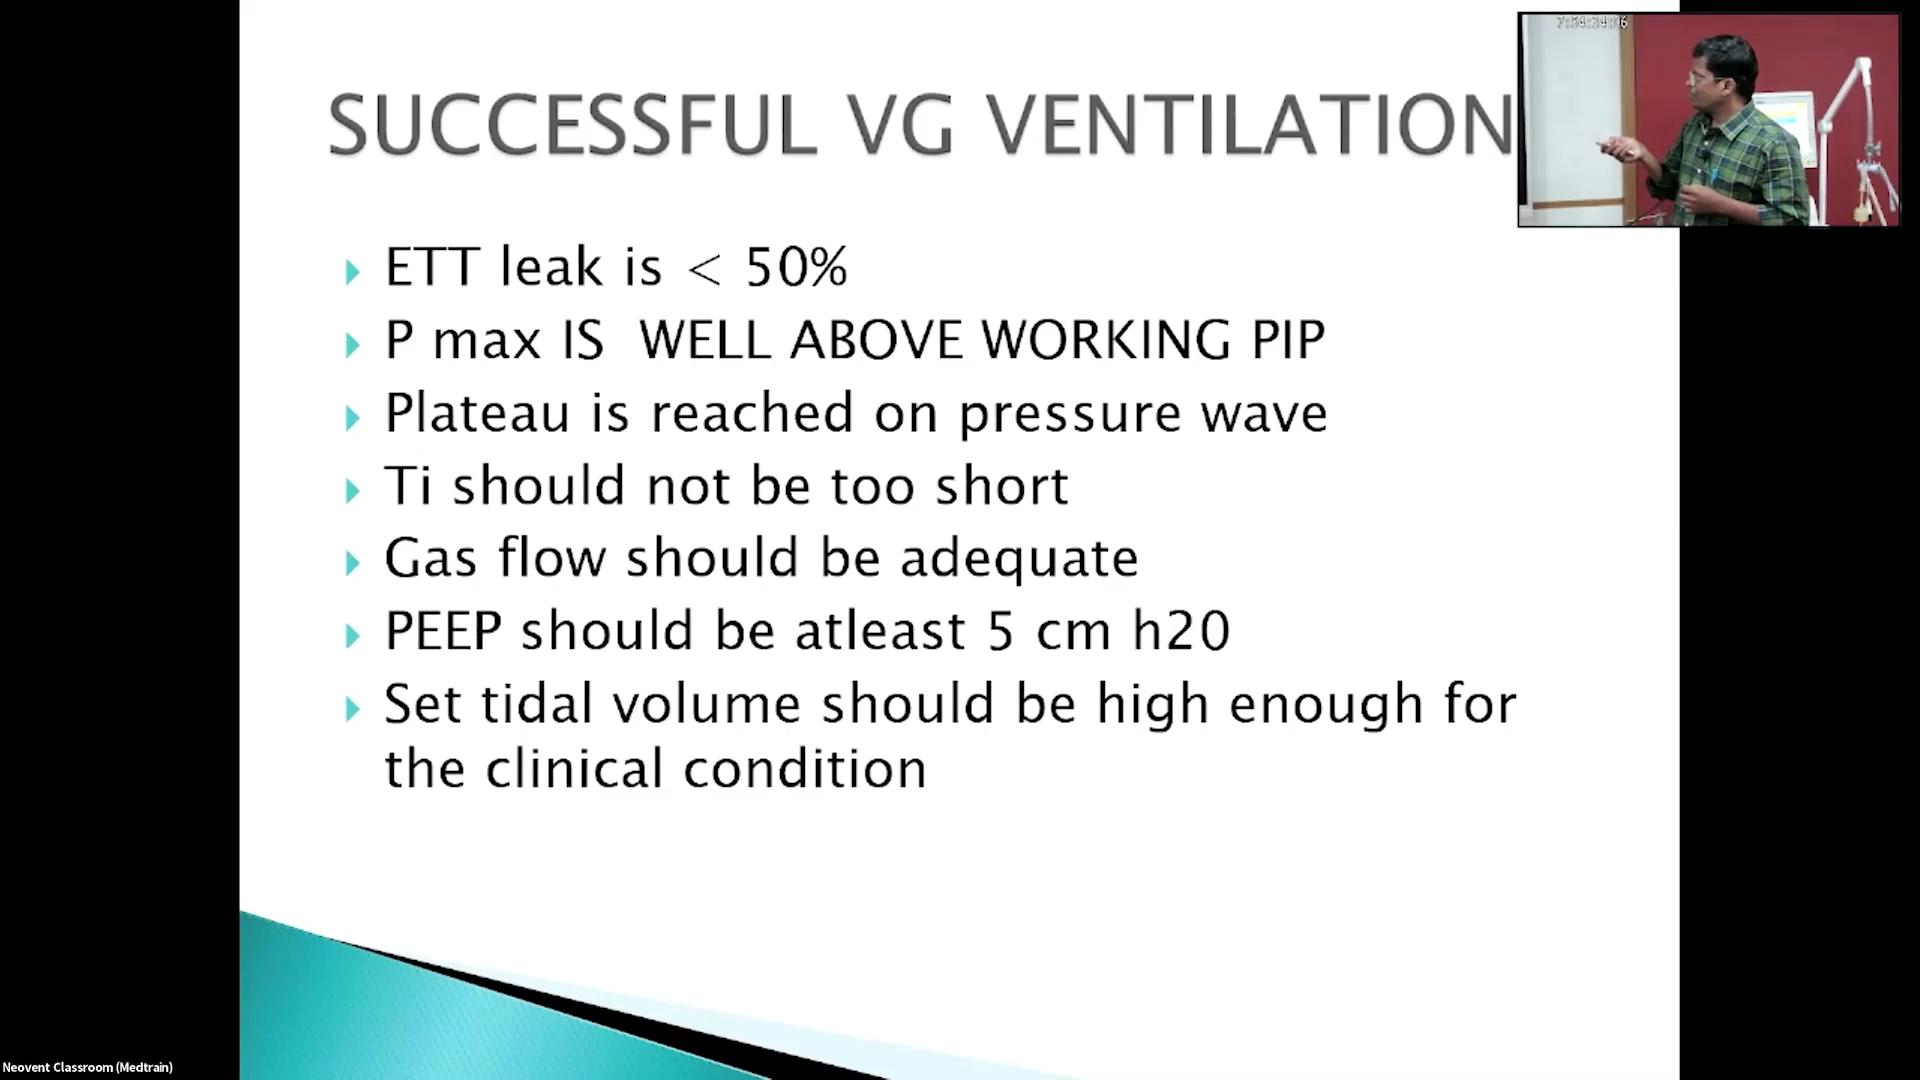 SUCCESSFUL VG VENTILATION
ETT leak is < 50%
P max IS WELL ABOVE WORKING PIP
Plateau is reached on pressure wave
Ti should not be too short
Gas flow should be adequate
PEEP should be atleast 5 cm h20
Set tidal volume should be high enough for
the clinical condition
Neovent Classroom (Medtrain)